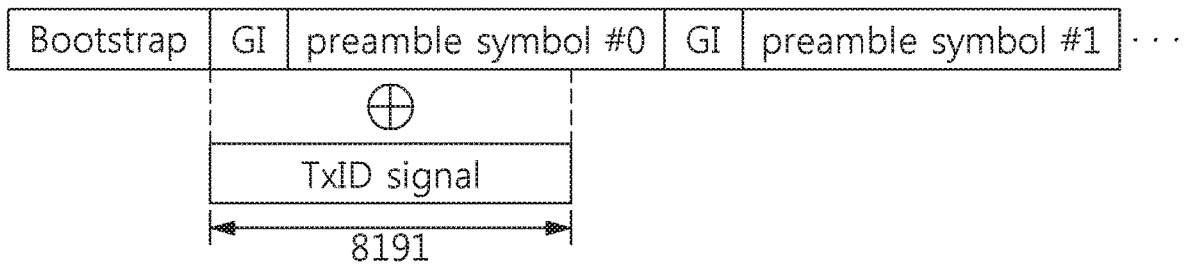 Bootstrap GI preamble symbol #0 GI preamble symbol #1 · · ·
TxID signal
8191